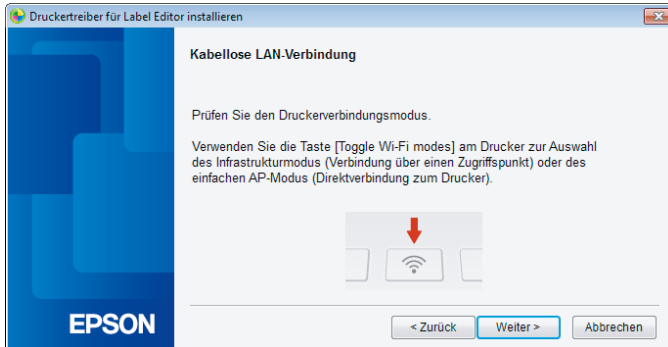 Druckertreiber für Label Editor installieren
Kabellose LAN-Verbindung
Prüfen Sie den Druckerverbindungsmodus.
Verwenden Sie die Taste [Toggle Wi-Fi modes] am Drucker zur Auswahl
des Infrastrukturmodus (Verbindung über einen Zugriffspunkt) oder des
einfachen AP-Modus (Direktverbindung zum Drucker).
EPSON
< Zurück Weiter > Abbrechen